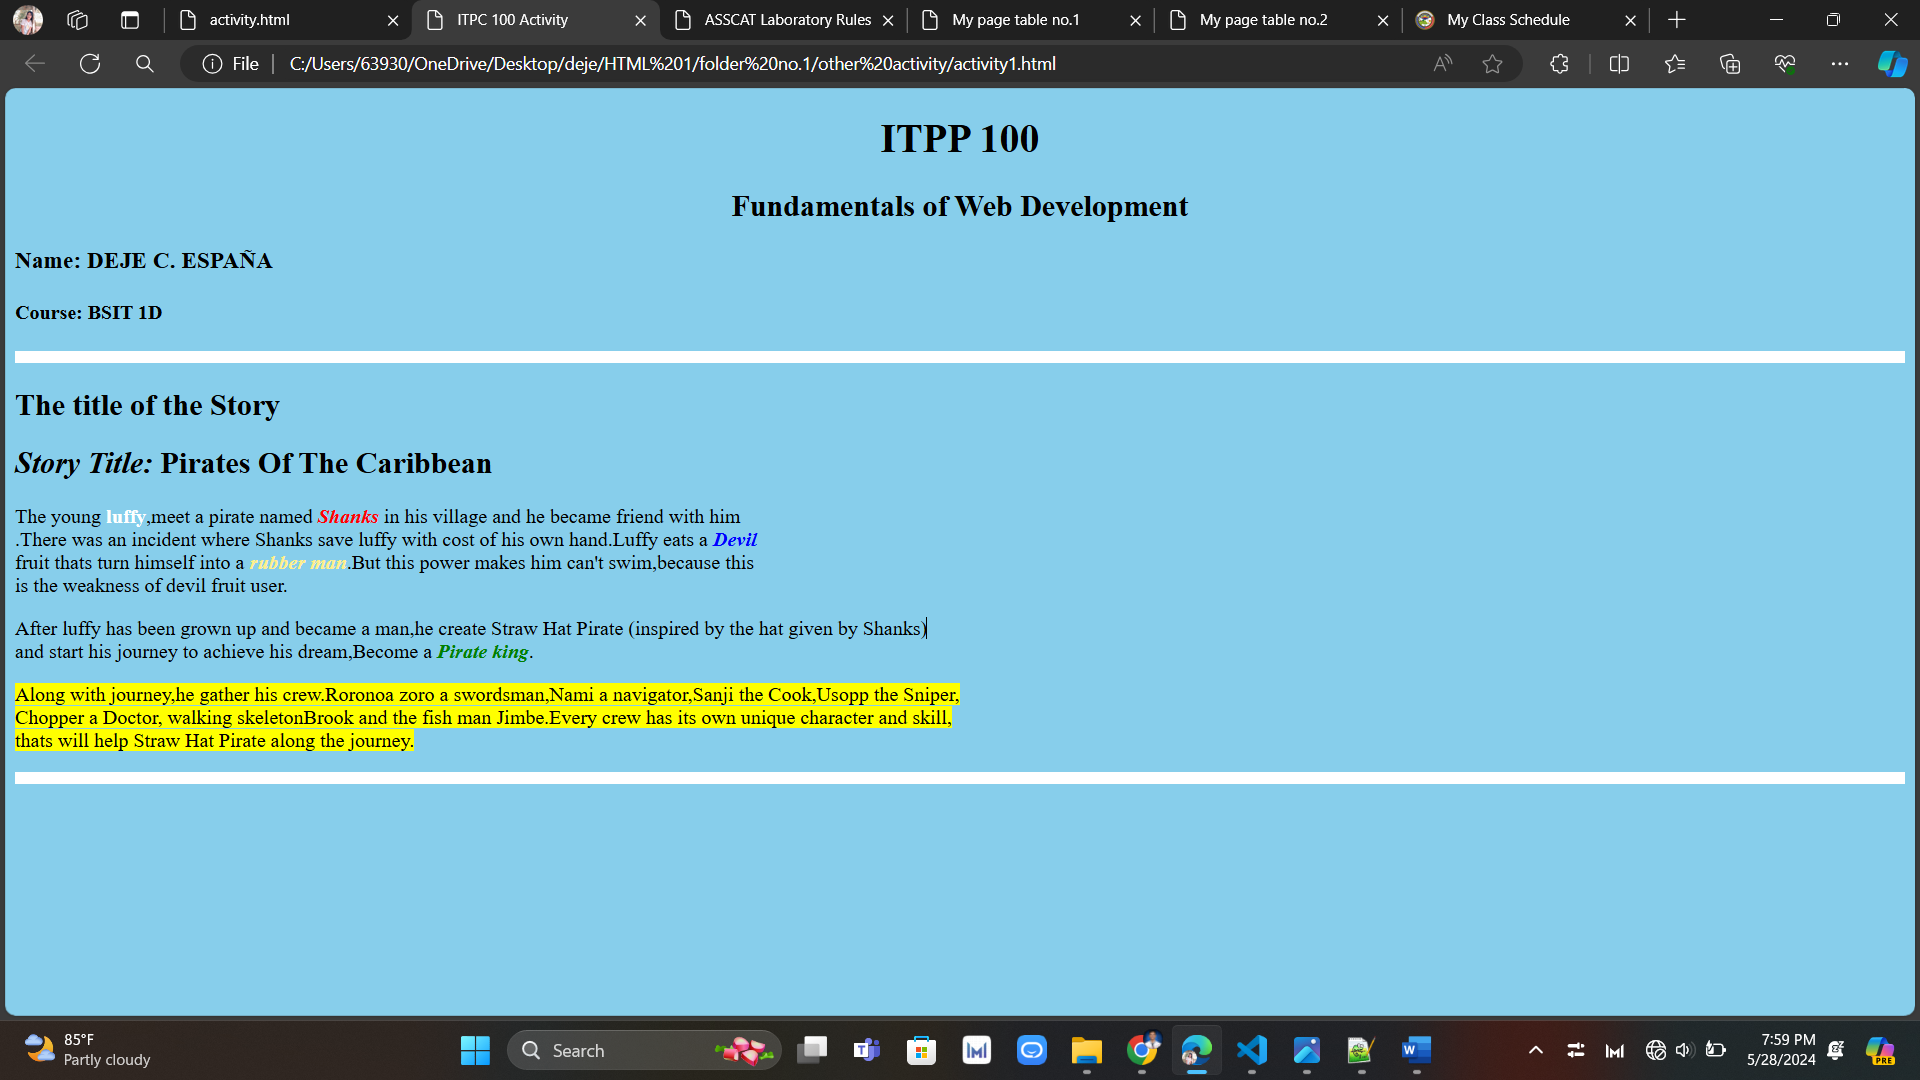 activity.html
ITPC 100 Activity
ASSCAT Laboratory Rules
My page table no.1
My page table no.2
My Class Schedule
File
C:/Users/63930/OneDrive/Desktop/deje/HTML%201/folder%20no.1/other%20activity/activity1.html
ITPP 100
Fundamentals of Web Development
Name: DEJE C. ESPAÑA
Course: BSIT 1D
The title of the Story
Story Title: Pirates Of The Caribbean
The young luffy,meet a pirate named Shanks in his village and he became friend with him
.There was an incident where Shanks save luffy with cost of his own hand.Luffy eats a Devil
fruit thats turn himself into a rubber man.But this power makes him can't swim,because this
is the weakness of devil fruit user.
After luffy has been grown up and became a man,he create Straw Hat Pirate (inspired by the hat given by Shanks)
and start his journey to achieve his dream,Become a Pirate king.
Along with journey,he gather his crew.Roronoa zoro a swordsman,Nami a navigator,Sanji the Cook,Usopp the Sniper,
Chopper a Doctor, walking skeletonBrook and the fish man Jimbe.Every crew has its own unique character and skill,
thats will help Straw Hat Pirate along the journey.
85°F
Partly cloudy
Search
7:59 PM
5/28/2024
PRE